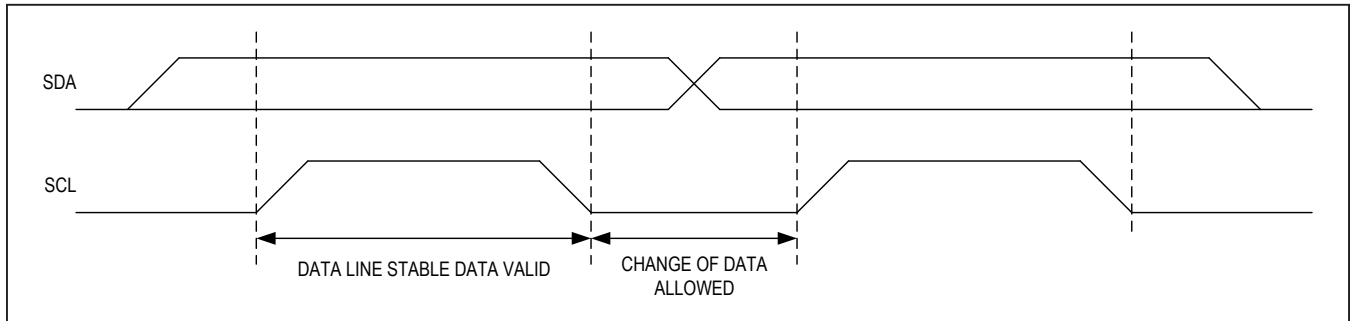 SDA
SCL
DATA LINE STABLE DATA VALID
CHANGE OF DATA
ALLOWED